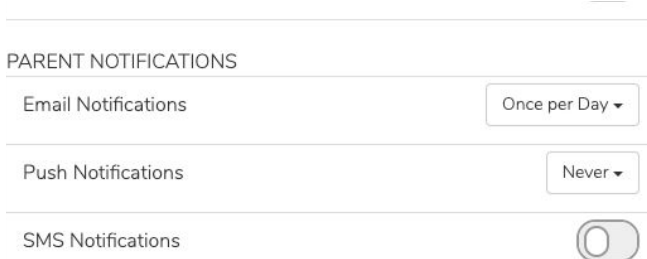 PARENT NOTIFICATIONS
Email Notifications Once per Day
Push Notifications Never
SMS Notifications